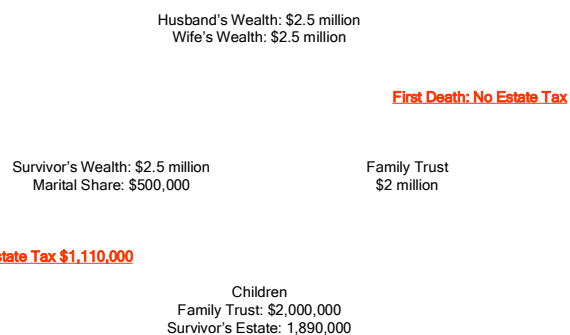 Husband's Wealth: $2.5 million
Wife's Wealth: $2.5 million
First Death: No Estate Tax
Survivor's Wealth: $2.5 million
Marital Share: $500,000
Family Trust
$2 million
state Tax $1,110,000
Children
Family Trust: $2,000,000
Survivor's Estate: 1,890,000